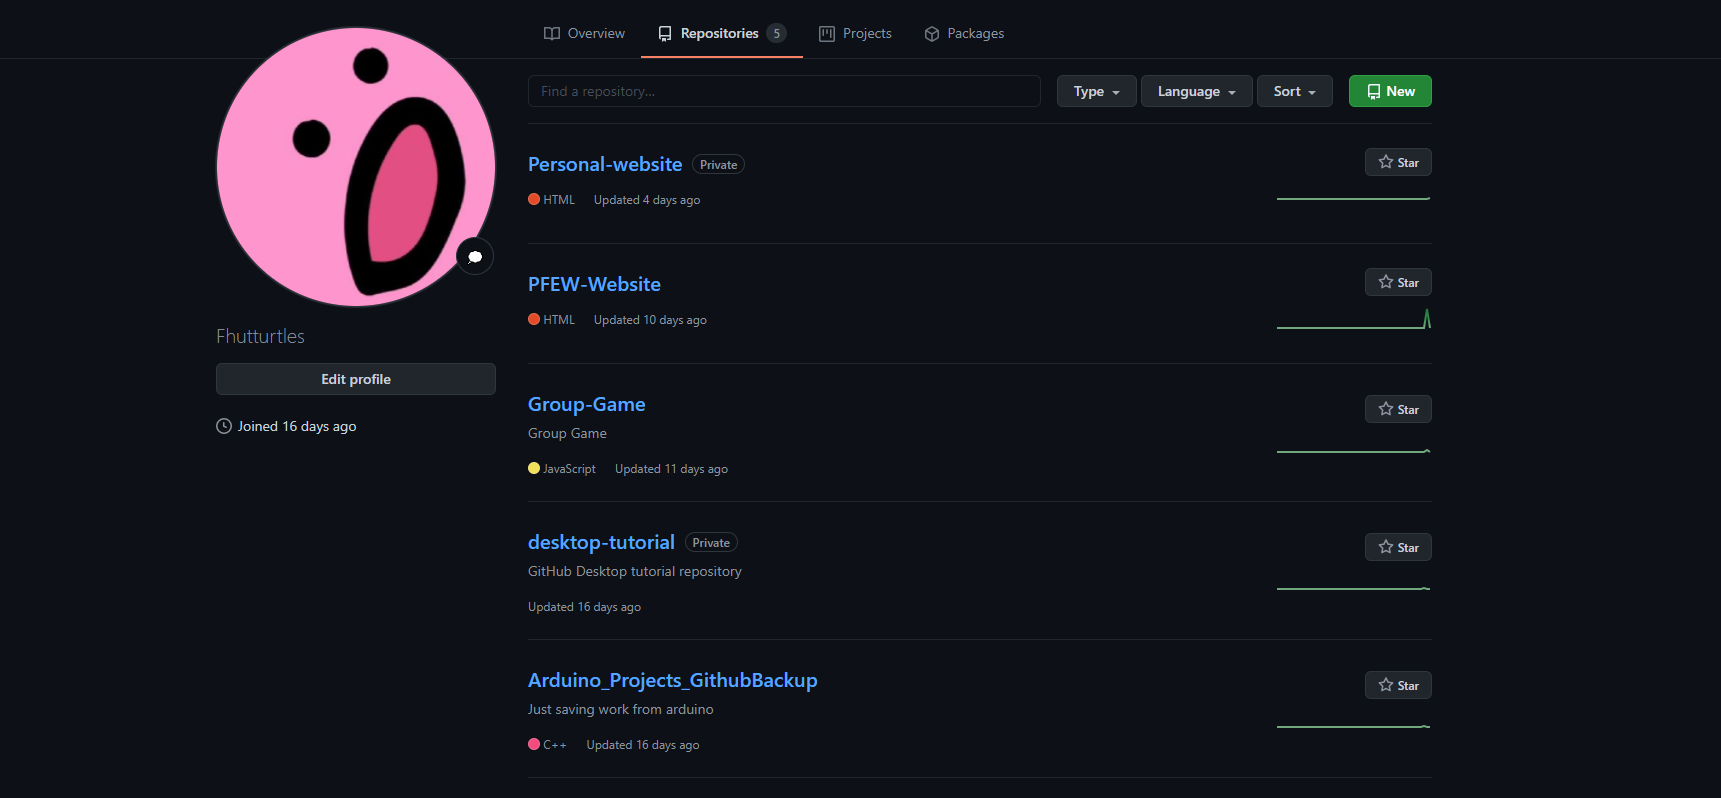 Overview Repositories 5 Projects Packages
Find a repository... Type Language Sort New
Personal-website Private Star
HTML Updated 4 days ago
PFEW-Website Star
HTML Updated 10 days ago
Fhutturtles
Edit profile
Joined 16 days ago
Group-Game Star
Group Game
JavaScript Updated 11 days ago
desktop-tutorial Private Star
GitHub Desktop tutorial repository
Updated 16 days ago
Arduino_Projects_GithubBackup Star
Just saving work from arduino
C++ Updated 16 days ago